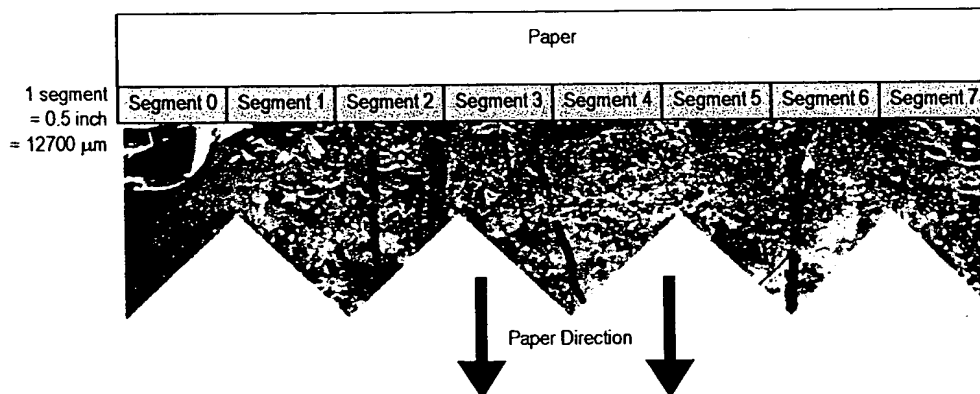 Paper
1 segment
= 0.5 inch
= 12700 μm
Segment 0 Segment 1 Segment 2 Segment 3 Segment 4 Segment 5 Segment 6 Segment 7
Paper Direction